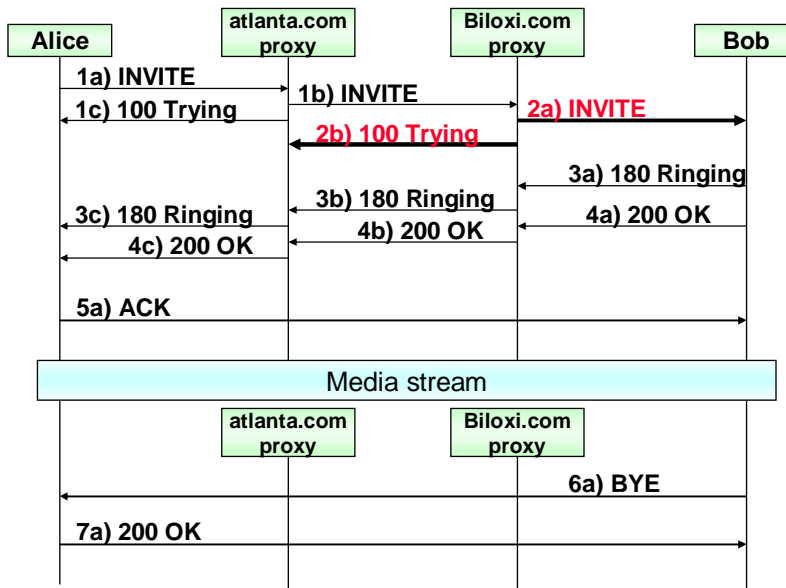 Alice
atlanta.com
proxy
Biloxi.com
proxy
Bob
1a) INVITE
1b) INVITE
1c) 100 Trying
2a) INVITE
2b) 100 Trying
3a) 180 Ringing
3b) 180 Ringing
3c) 180 Ringing
4a) 200 OK
4b) 200 OK
4c) 200 OK
5a) ACK
Media stream
atlanta.com
proxy
Biloxi.com
proxy
6a) BYE
7a) 200 OK